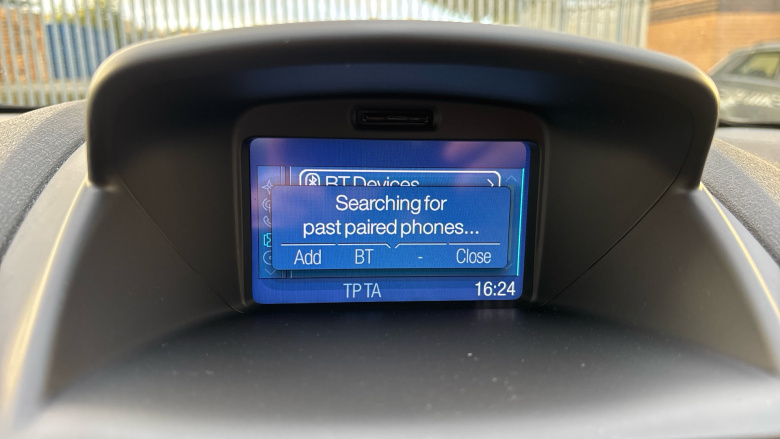 BT Devices
Searching for
past paired phones...
Add BT - Close
TP TA 16:24